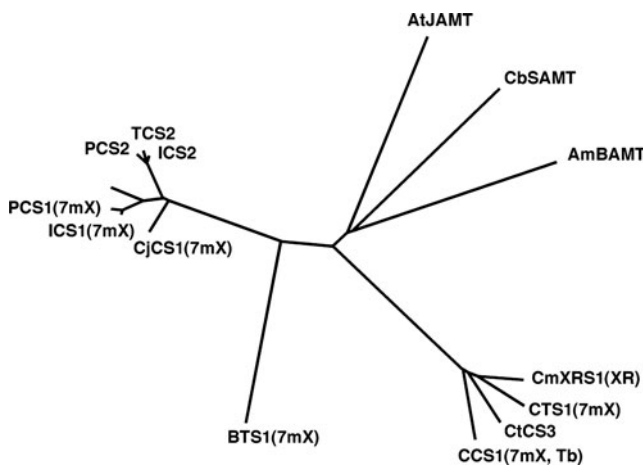 AtJAMT
CbSAMT
TCS2
PCS2
ICS2
AmBAMT
PCS1(7mX)
ICS1(7mX)
CjCS1(7mX)
CmXRS1(XR)
CTS1(7mX)
BTS1(7mX)
CtCS3
CCS1(7mX, Tb)